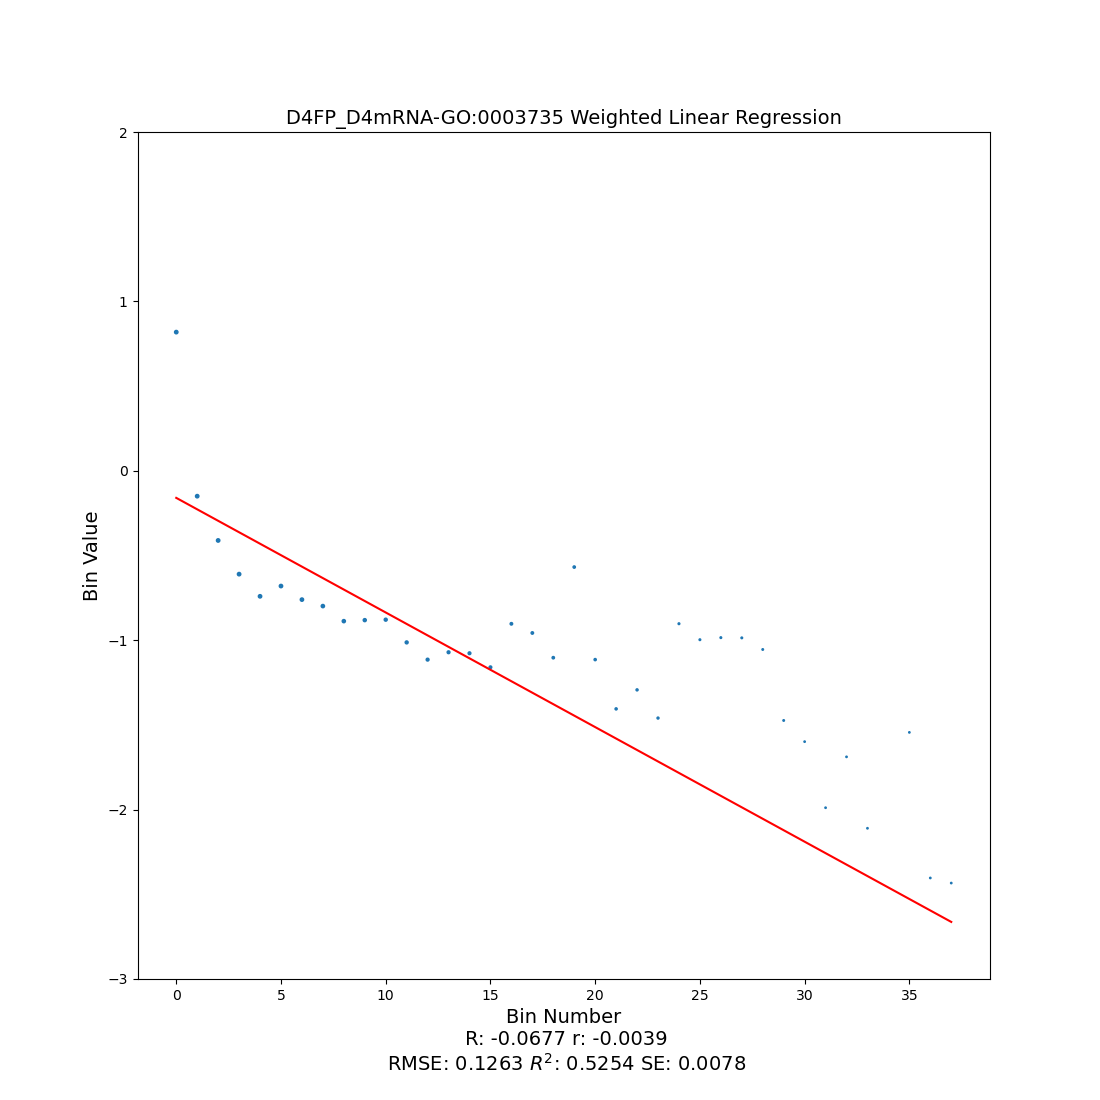 D4FP_D4mRNA-GO:0003735 Weighted Linear Regression
2
1
0
−1
−2
−3
Bin Value
0 5 10 15 20 25 30 35
Bin Number
R: -0.0677 r: -0.0039
RMSE: 0.1263 R²: 0.5254 SE: 0.0078